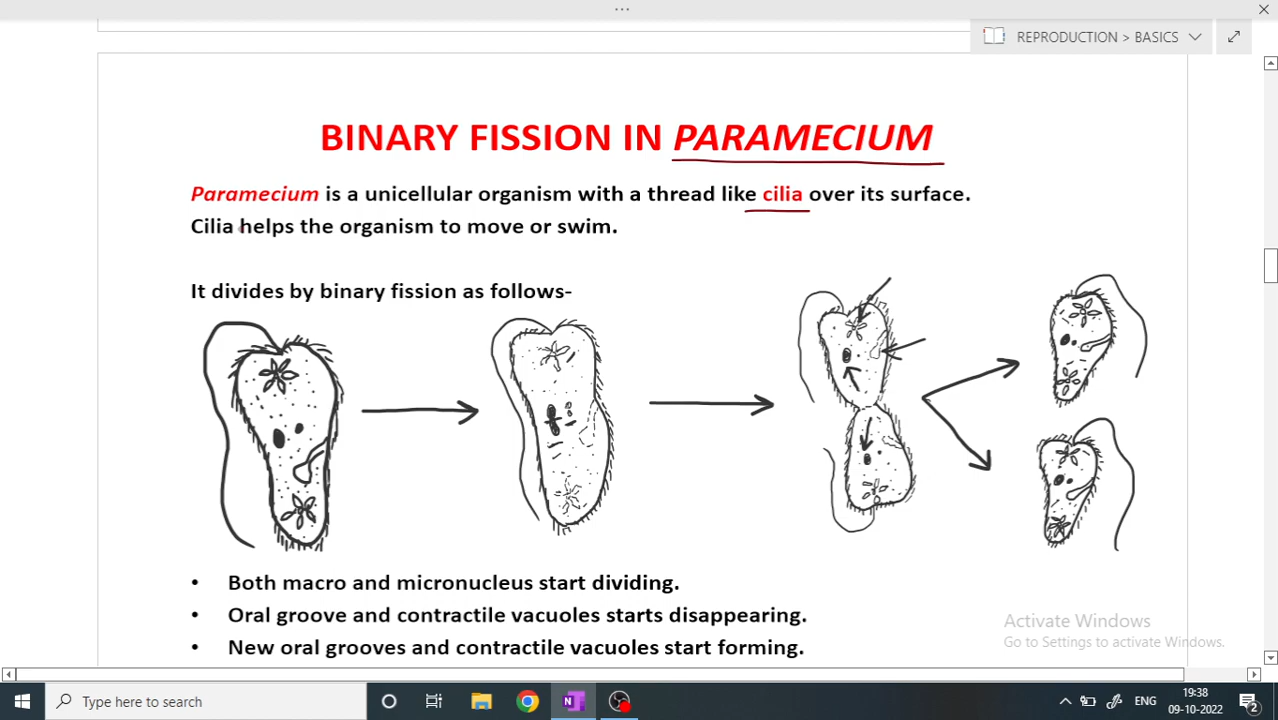 REPRODUCTION > BASICS
BINARY FISSION IN PARAMECIUM
Paramecium is a unicellular organism with a thread like cilia over its surface.
Cilia helps the organism to move or swim.
It divides by binary fission as follows-
• Both macro and micronucleus start dividing.
• Oral groove and contractile vacuoles starts disappearing.
• New oral grooves and contractile vacuoles start forming.
Activate Windows
Go to Settings to activate Windows.
Type here to search
ENG
19:38
09-10-2022
2